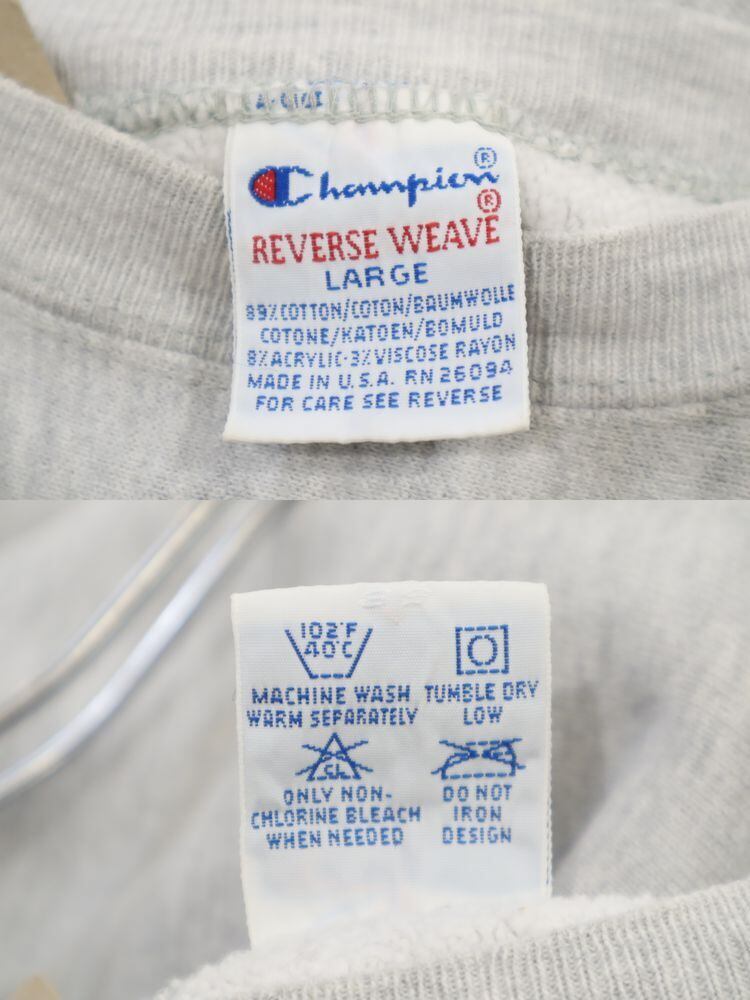 Champion ®
REVERSE WEAVE ®
LARGE
89% COTTON/COTON/BAUMWOLLE
COTONE/KATOEN/BOMULD
8% ACRYLIC·3% VISCOSE RAYON
MADE IN U.S.A. RN 26094
FOR CARE SEE REVERSE
102°F
40°C
MACHINE WASH
WARM SEPARATELY
TUMBLE DRY
LOW
CL
ONLY NON-
CHLORINE BLEACH
WHEN NEEDED
DO NOT
IRON
DESIGN